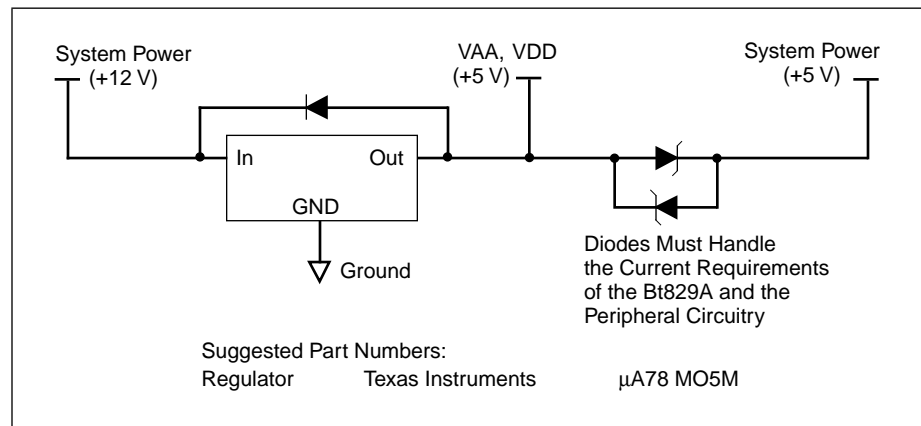 System Power
(+12 V)
VAA, VDD
(+5 V)
System Power
(+5 V)
In
Out
GND
Ground
Diodes Must Handle
the Current Requirements
of the Bt829A and the
Peripheral Circuitry
Suggested Part Numbers:
Regulator Texas Instruments µA78 MO5M